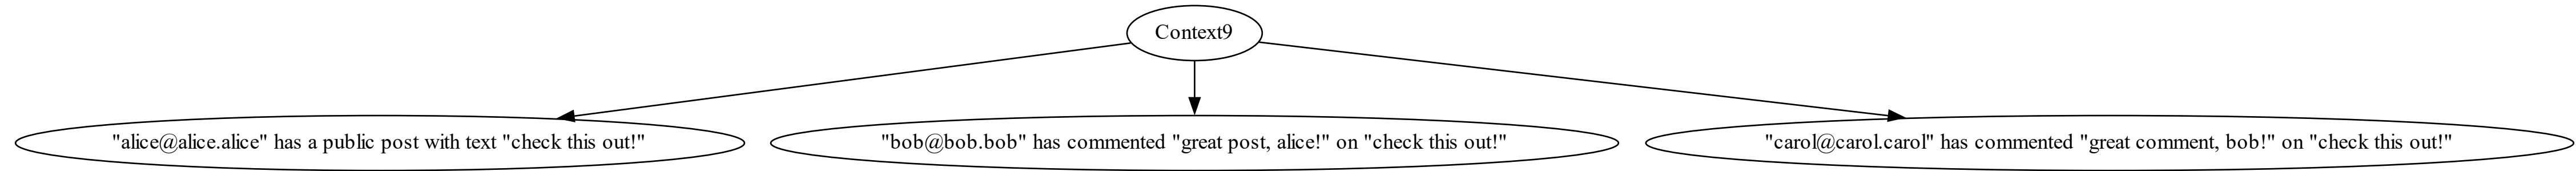 Context9
"alice@alice.alice" has a public post with text "check this out!"
"bob@bob.bob" has commented "great post, alice!" on "check this out!"
"carol@carol.carol" has commented "great comment, bob!" on "check this out!"